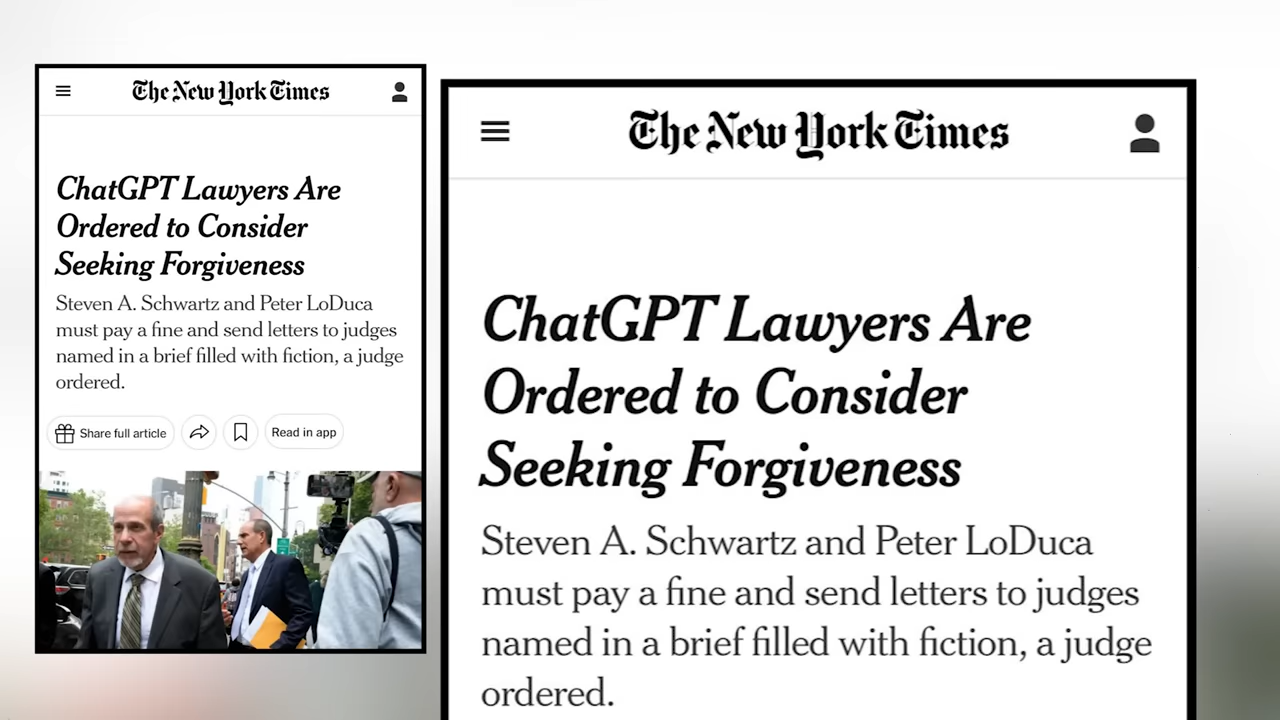 The New York Times
ChatGPT Lawyers Are
Ordered to Consider
Seeking Forgiveness
Steven A. Schwartz and Peter LoDuca
must pay a fine and send letters to judges
named in a brief filled with fiction, a judge
ordered.
Share full article
Read in app
The New York Times
ChatGPT Lawyers Are
Ordered to Consider
Seeking Forgiveness
Steven A. Schwartz and Peter LoDuca
must pay a fine and send letters to judges
named in a brief filled with fiction, a judge
ordered.